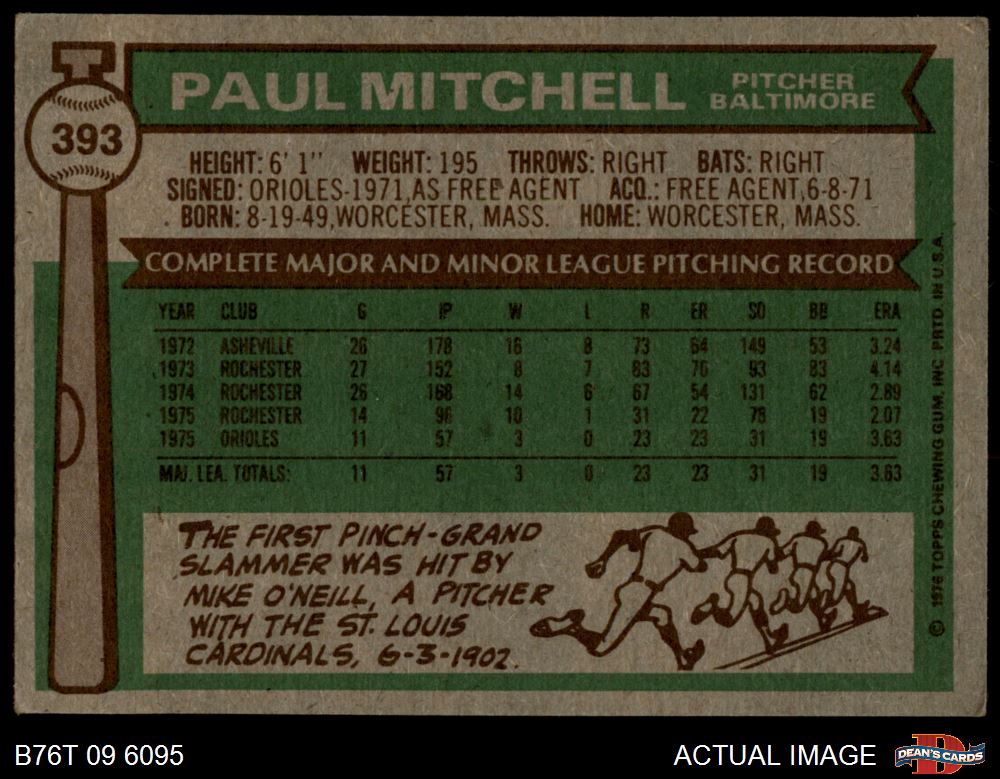 393
PAUL MITCHELL
PITCHER
BALTIMORE
HEIGHT: 6' 1" WEIGHT: 195 THROWS: RIGHT BATS: RIGHT
SIGNED: ORIOLES-1971, AS FREE AGENT ACQ.: FREE AGENT, 6-8-71
BORN: 8-19-49, WORCESTER, MASS. HOME: WORCESTER, MASS.
COMPLETE MAJOR AND MINOR LEAGUE PITCHING RECORD
YEAR CLUB G IP W L R ER SO BB ERA
1972 ASHEVILLE 26 178 16 8 73 64 149 53 3.24
1973 ROCHESTER 27 152 8 7 83 70 93 83 4.14
1974 ROCHESTER 26 168 14 6 67 54 131 62 2.89
1975 ROCHESTER 14 96 10 1 31 22 78 19 2.07
1975 ORIOLES 11 57 3 0 23 23 31 19 3.63
MAJ. LEA. TOTALS: 11 57 3 0 23 23 31 19 3.63
THE FIRST PINCH-GRAND
SLAMMER WAS HIT BY
MIKE O'NEILL, A PITCHER
WITH THE ST. LOUIS
CARDINALS, 6-3-1902.
© 1976 TOPPS CHEWING GUM, INC. PRTD. IN U.S.A.
B76T 09 6095
ACTUAL IMAGE
DEAN'S CARDS